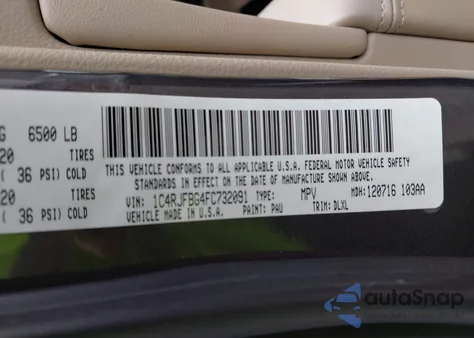 G 6500 LB
20 TIRES
( 36 PSI) COLD
20 TIRES
( 36 PSI) COLD
THIS VEHICLE CONFORMS TO ALL APPLICABLE U.S.A. FEDERAL MOTOR VEHICLE SAFETY
STANDARDS IN EFFECT ON THE DATE OF MANUFACTURE SHOWN ABOVE.
VIN: 1C4RJFBG4FC732091 TYPE: MPV MDH:120716 103AA
VEHICLE MADE IN U.S.A. PAINT: PAU TRIM: DLXL
autoSnap